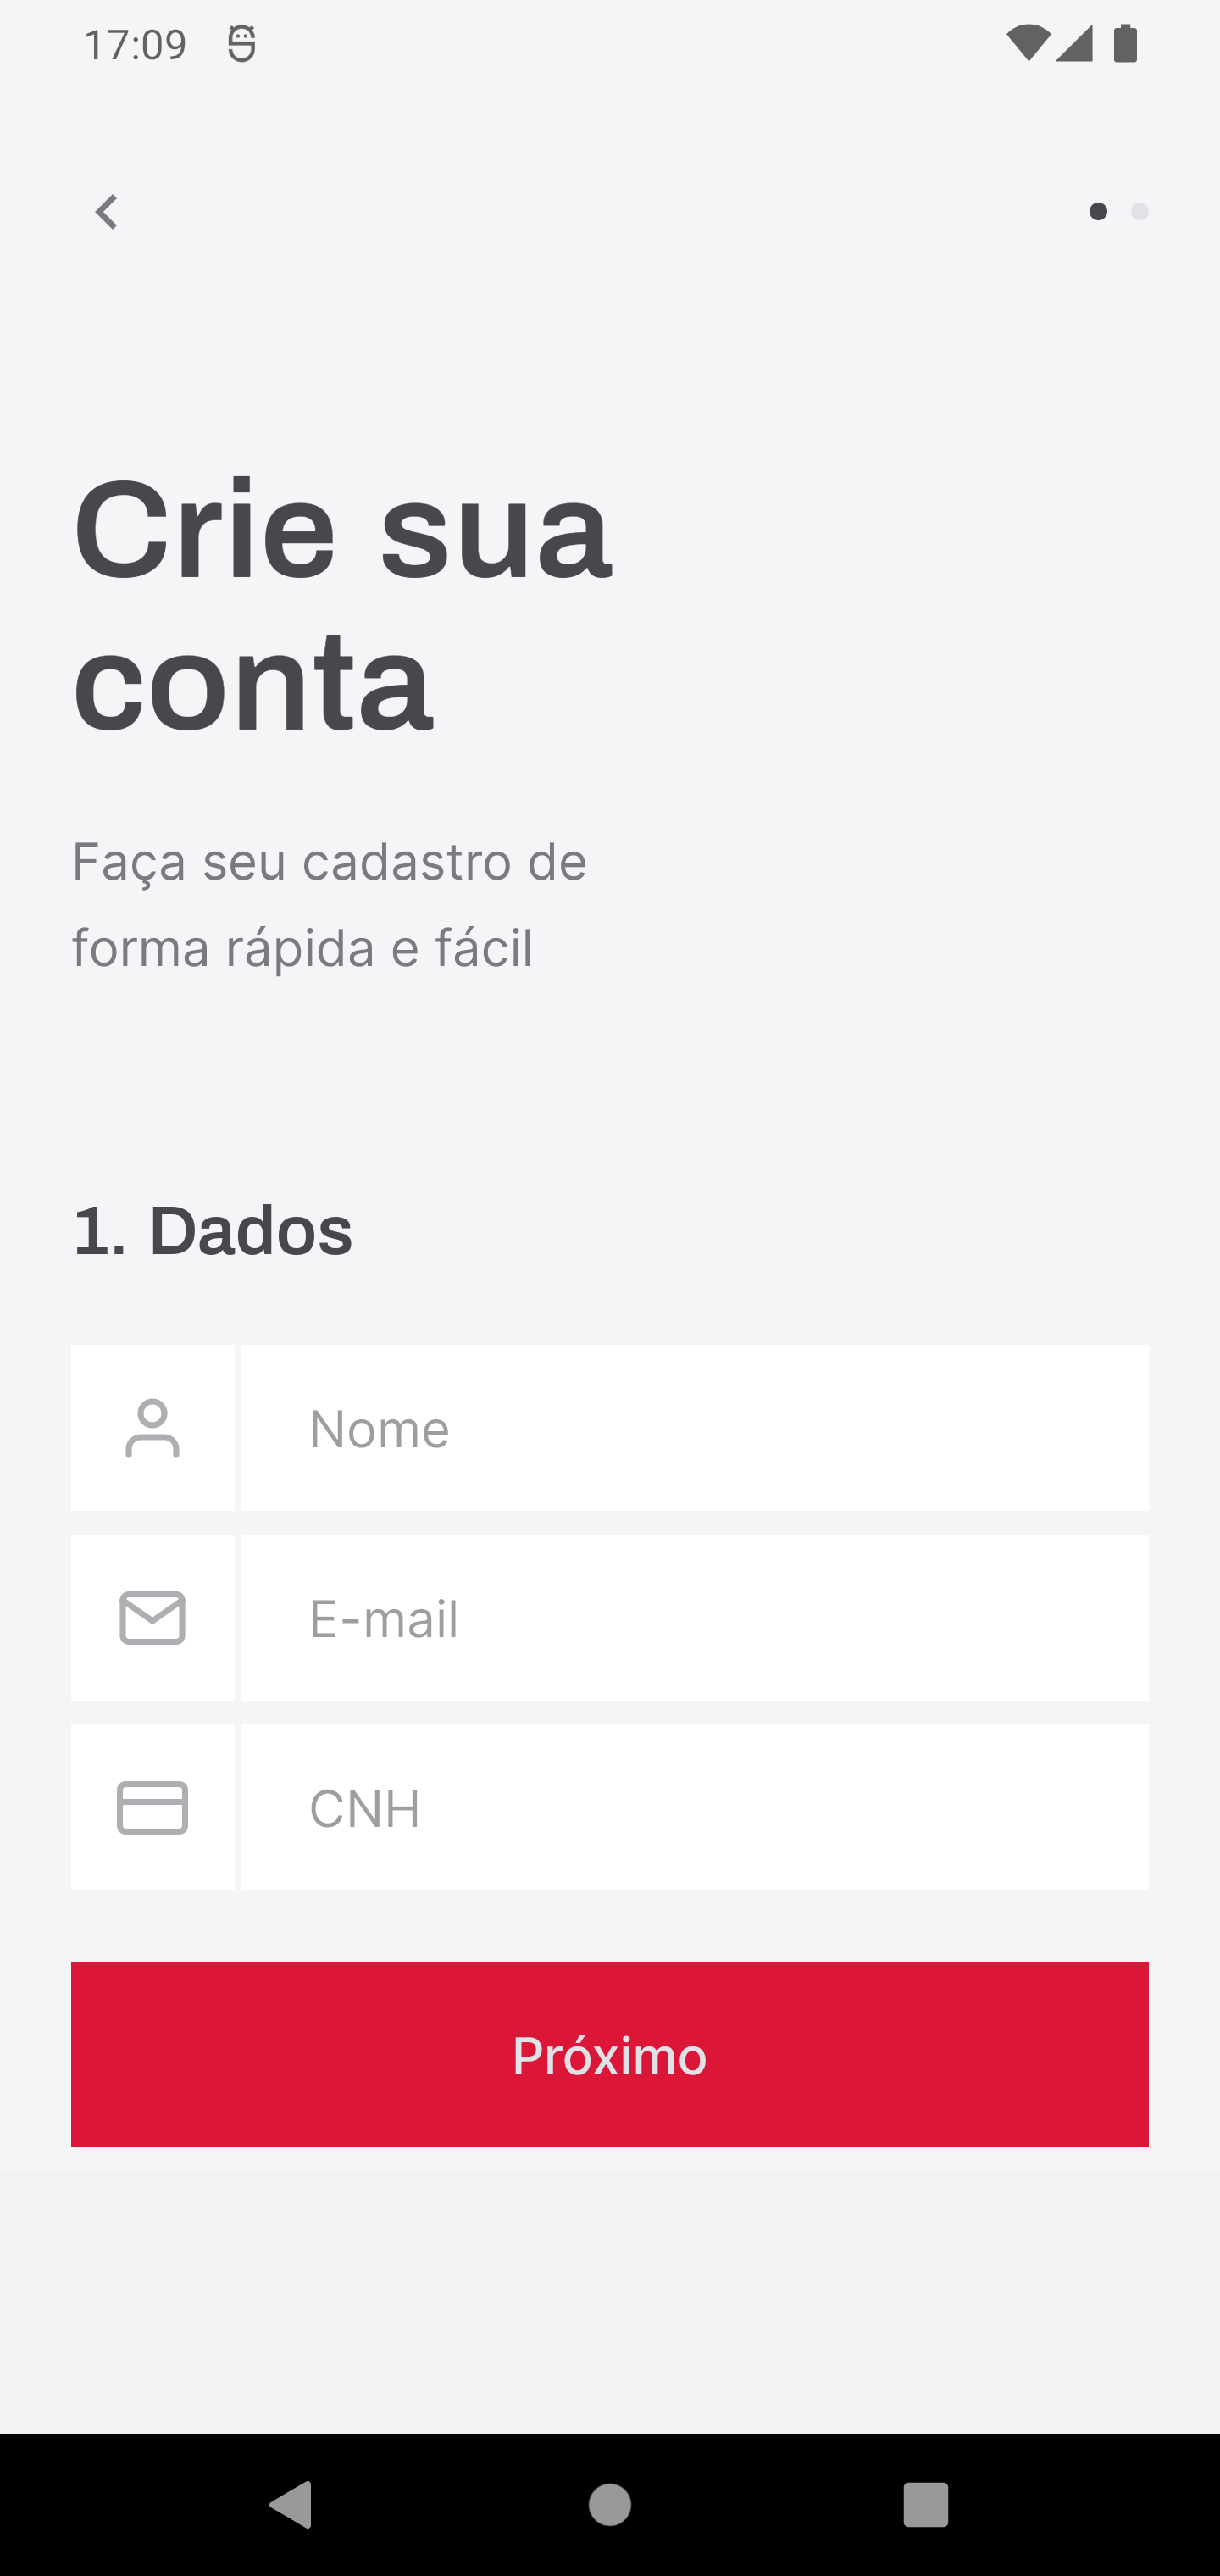 17:09
Crie sua
conta
Faça seu cadastro de
forma rápida e fácil
1. Dados
Nome
E-mail
CNH
Próximo